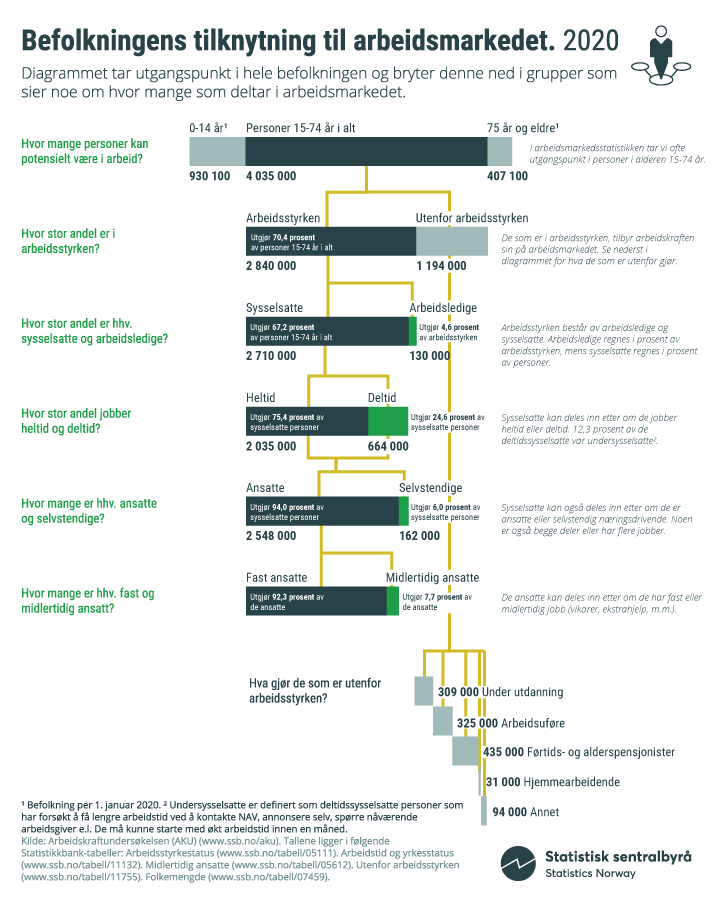 Befolkningens tilknytning til arbeidsmarkedet. 2020
Diagrammet tar utgangspunkt i hele befolkningen og bryter denne ned i grupper som
sier noe om hvor mange som deltar i arbeidsmarkedet.
0-14 år¹
Personer 15-74 år i alt
75 år og eldre¹
Hvor mange personer kan
potensielt være i arbeid?
I arbeidsmarkedsstatistikken tar vi ofte
utgangspunkt i personer i alderen 15-74 år.
930 100
4 035 000
407 100
Arbeidsstyrken
Utenfor arbeidsstyrken
Hvor stor andel er i
arbeidsstyrken?
Utgjør 70,4 prosent
av personer 15-74 år i alt
De som er i arbeidsstyrken, tilbyr arbeidskraften
sin på arbeidsmarkedet. Se nederst i
diagrammet for hva de som er utenfor gjør.
2 840 000
1 194 000
Sysselsatte
Arbeidsledige
Hvor stor andel er hhv.
sysselsatte og arbeidsledige?
Utgjør 67,2 prosent
av personer 15-74 år i alt
Utgjør 4,6 prosent
av arbeidsstyrken
Arbeidsstyrken består av arbeidsledige og
sysselsatte. Arbeidsledige regnes i prosent av
arbeidsstyrken, mens sysselsatte regnes i prosent
av personer.
2 710 000
130 000
Heltid
Deltid
Hvor stor andel jobber
heltid og deltid?
Utgjør 75,4 prosent av
sysselsatte personer
Utgjør 24,6 prosent av
sysselsatte personer
Sysselsatte kan deles inn etter om de jobber
heltid eller deltid. 12,3 prosent av de
deltidssysselsatte var undersysselsatte².
2 035 000
664 000
Ansatte
Selvstendige
Hvor mange er hhv. ansatte
og selvstendige?
Utgjør 94,0 prosent av
sysselsatte personer
Utgjør 6,0 prosent av
sysselsatte personer
Sysselsatte kan også deles inn etter om de er
ansatte eller selvstendig næringsdrivende. Noen
er også begge deler eller har flere jobber.
2 548 000
162 000
Fast ansatte
Midlertidig ansatte
Hvor mange er hhv. fast og
midlertidig ansatt?
Utgjør 92,3 prosent av
de ansatte
Utgjør 7,7 prosent av
de ansatte
De ansatte kan deles inn etter om de har fast eller
midlertidig jobb (vikarer, ekstrahjelp, m.m.).
Hva gjør de som er utenfor
arbeidsstyrken?
309 000 Under utdanning
325 000 Arbeidsuføre
435 000 Førtids- og alderspensjonister
31 000 Hjemmearbeidende
94 000 Annet
¹ Befolkning per 1. januar 2020. ² Undersysselsatte er definert som deltidssysselsatte personer som
har forsøkt å få lengre arbeidstid ved å kontakte NAV, annonsere selv, spørre nåværende
arbeidsgiver e.l. De må kunne starte med økt arbeidstid innen en måned.
Kilde: Arbeidskraftundersøkelsen (AKU) (www.ssb.no/aku). Tallene ligger i følgende
Statistikkbank-tabeller: Arbeidsstyrkestatus (www.ssb.no/tabell/05111). Arbeidstid og yrkesstatus
(www.ssb.no/tabell/11132). Midlertidig ansatte (www.ssb.no/tabell/05612). Utenfor arbeidsstyrken
(www.ssb.no/tabell/11755). Folkemengde (www.ssb.no/tabell/07459).
Statistisk sentralbyrå
Statistics Norway